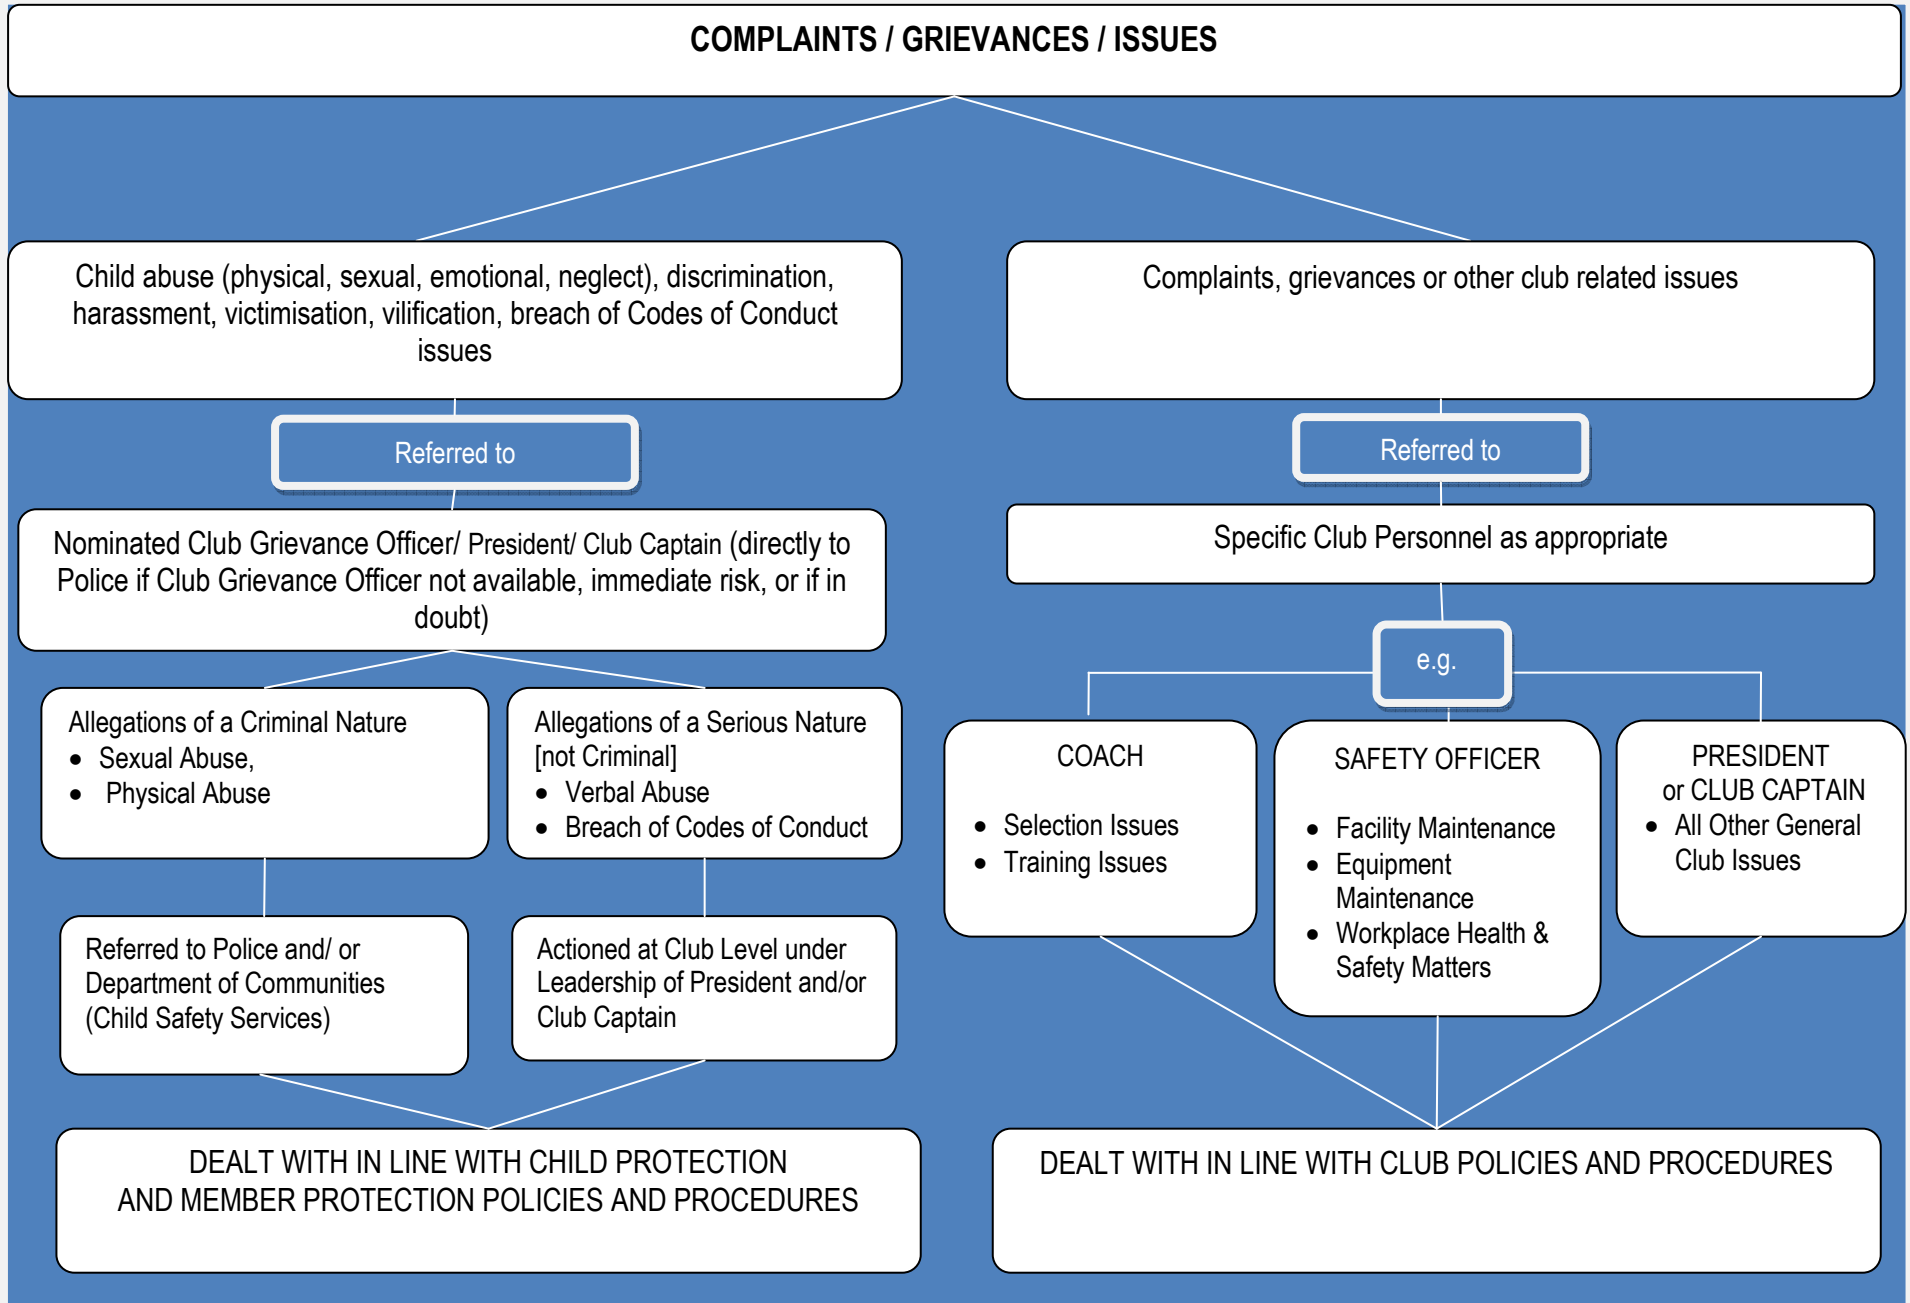 COMPLAINTS / GRIEVANCES / ISSUES
Child abuse (physical, sexual, emotional, neglect), discrimination,
harassment, victimisation, vilification, breach of Codes of Conduct
issues
Referred to
Nominated Club Grievance Officer/ President/ Club Captain (directly to
Police if Club Grievance Officer not available, immediate risk, or if in
doubt)
Allegations of a Criminal Nature
• Sexual Abuse,
• Physical Abuse
Allegations of a Serious Nature
[not Criminal]
• Verbal Abuse
• Breach of Codes of Conduct
Referred to Police and/ or
Department of Communities
(Child Safety Services)
Actioned at Club Level under
Leadership of President and/or
Club Captain
DEALT WITH IN LINE WITH CHILD PROTECTION
AND MEMBER PROTECTION POLICIES AND PROCEDURES
Complaints, grievances or other club related issues
Referred to
Specific Club Personnel as appropriate
e.g.
COACH
• Selection Issues
• Training Issues
SAFETY OFFICER
• Facility Maintenance
• Equipment
Maintenance
• Workplace Health &
Safety Matters
PRESIDENT
or CLUB CAPTAIN
• All Other General
Club Issues
DEALT WITH IN LINE WITH CLUB POLICIES AND PROCEDURES